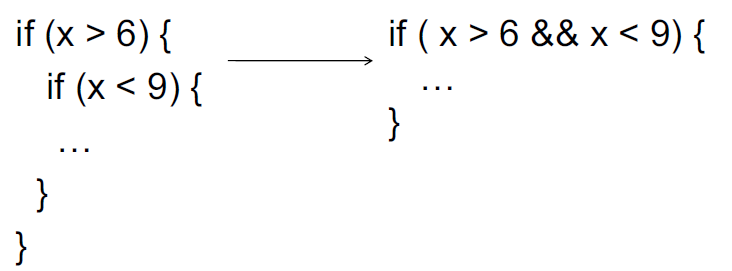 if (x > 6) {
if (x < 9) {
...
}
}
if ( x > 6 && x < 9) {
...
}